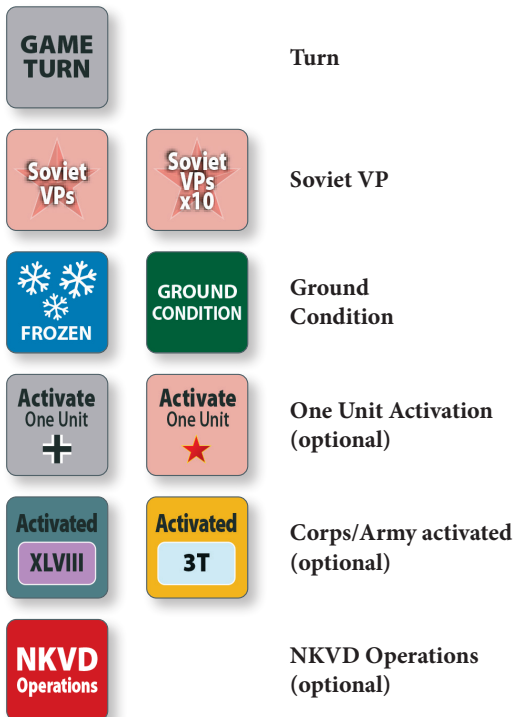 GAME
TURN
Turn
Soviet
VPs
Soviet
VPs
x10
Soviet VP
FROZEN
GROUND
CONDITION
Ground
Condition
Activate
One Unit
Activate
One Unit
One Unit Activation
(optional)
Activated
XLVIII
Activated
3T
Corps/Army activated
(optional)
NKVD
Operations
NKVD Operations
(optional)